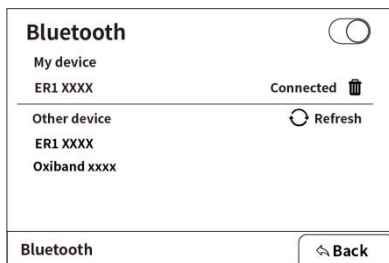 Bluetooth
My device
ER1 XXXX Connected
Other device Refresh
ER1 XXXX
Oxiband xxxx
Bluetooth Back